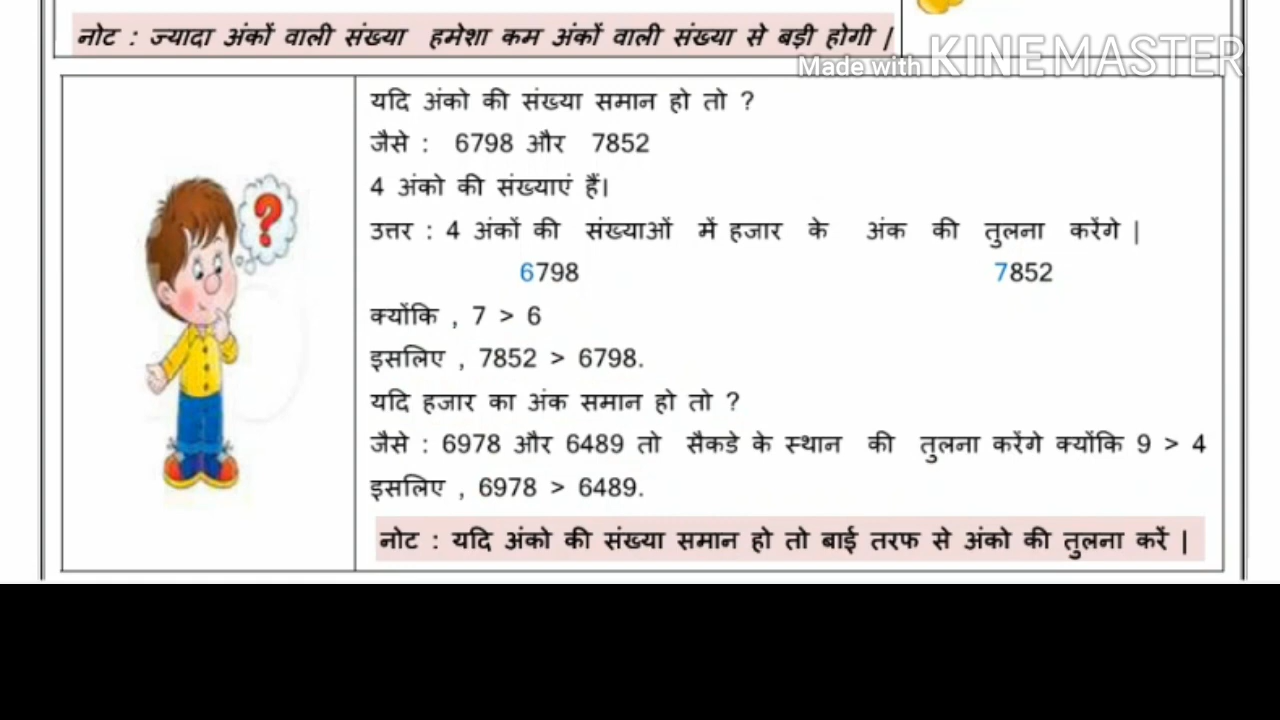 नोट : ज्यादा अंकों वाली संख्या हमेशा कम अंकों वाली संख्या से बड़ी होगी |
Made with KINEMASTER
यदि अंको की संख्या समान हो तो ?
जैसे : 6798 और 7852
4 अंको की संख्याएं हैं।
उत्तर : 4 अंकों की संख्याओं में हजार के अंक की तुलना करेंगे |
6798 7852
क्योंकि , 7 > 6
इसलिए , 7852 > 6798.
यदि हजार का अंक समान हो तो ?
जैसे : 6978 और 6489 तो सैकडे के स्थान की तुलना करेंगे क्योंकि 9 > 4
इसलिए , 6978 > 6489.
नोट : यदि अंको की संख्या समान हो तो बाई तरफ से अंको की तुलना करें |